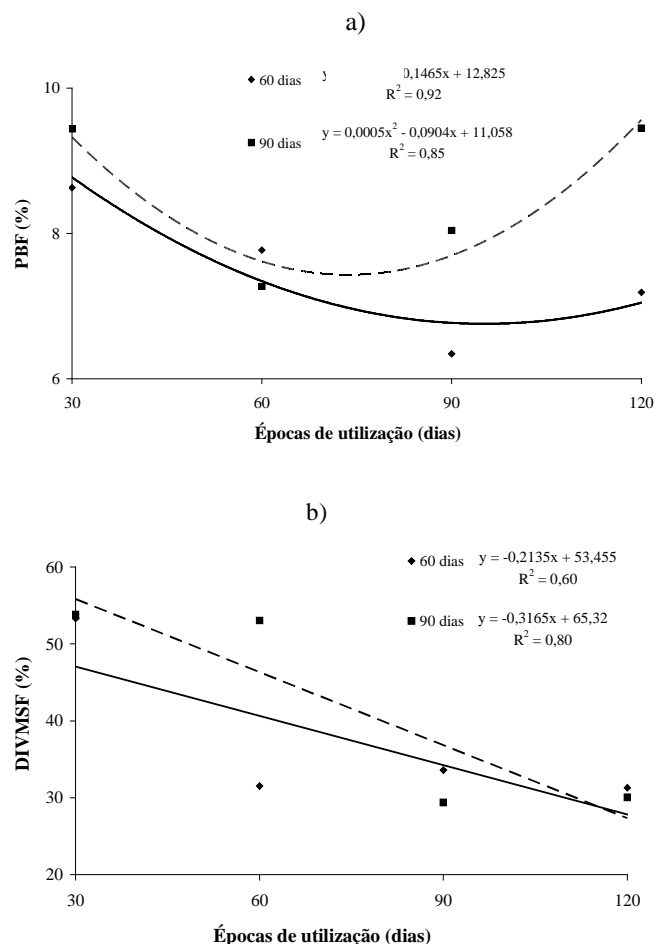 a)
10
8
6
30
60
90
120
PBF (%)
Épocas de utilização (dias)
60 dias
0,1465x + 12,825
R² = 0,92
90 dias
y = 0,0005x² - 0,0904x + 11,058
R² = 0,85
b)
60
50
40
30
20
30
60
90
120
DIVMSF (%)
Épocas de utilização (dias)
60 dias
y = -0,2135x + 53,455
R² = 0,60
90 dias
y = -0,3165x + 65,32
R² = 0,80